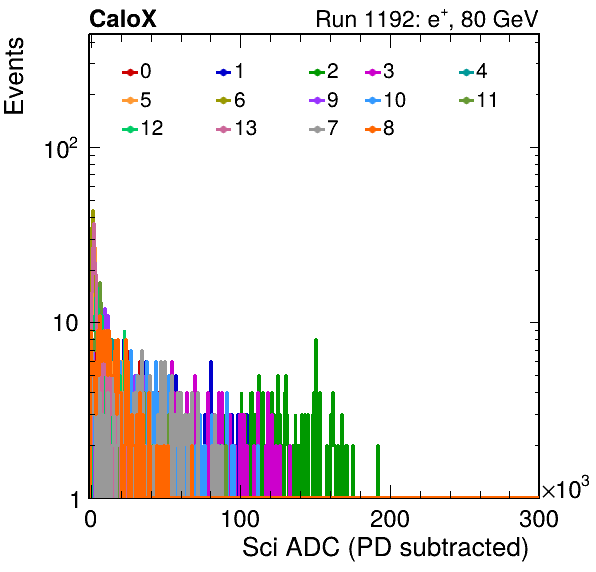 CaloX Run 1192: e⁺, 80 GeV
Events
0 1 2 3 4
5 6 9 10 11
12 13 7 8
10²
10
1
0 100 200 300 ×10³
Sci ADC (PD subtracted)